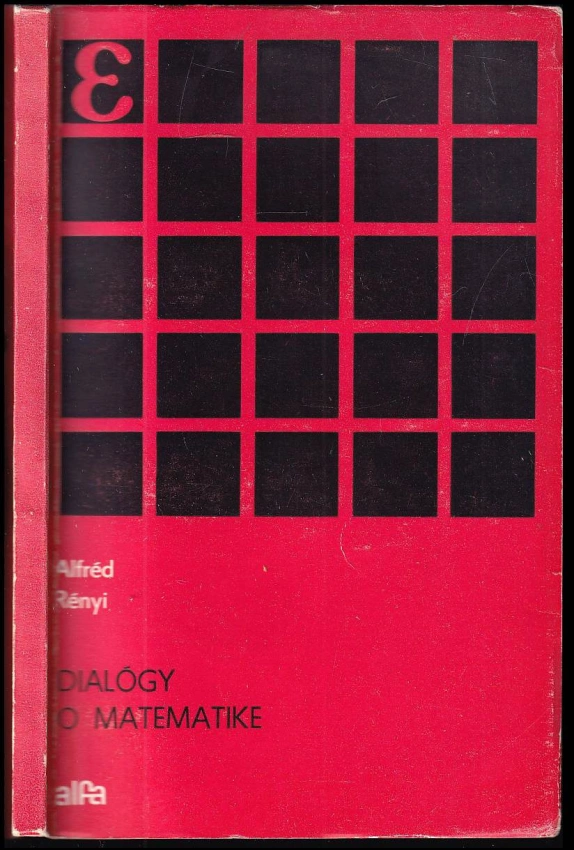 ε
Alfréd
Rényi
DIALÓGY
O MATEMATIKE
alfa